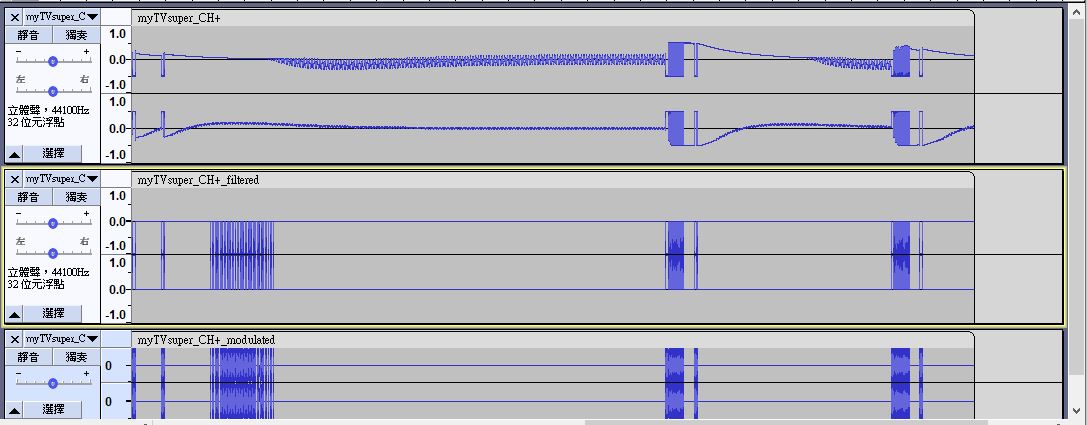 myTVsuper_C
myTVsuper_CH+
靜音
獨奏
-
+
左
右
立體聲，44100Hz
32 位元浮點
選擇
1.0
0.0
-1.0
1.0
0.0
-1.0
myTVsuper_C
myTVsuper_CH+_filtered
靜音
獨奏
-
+
左
右
立體聲，44100Hz
32 位元浮點
選擇
1.0
0.0
-1.0
1.0
0.0
-1.0
myTVsuper_C
myTVsuper_CH+_modulated
靜音
獨奏
-
+
選擇
0
0